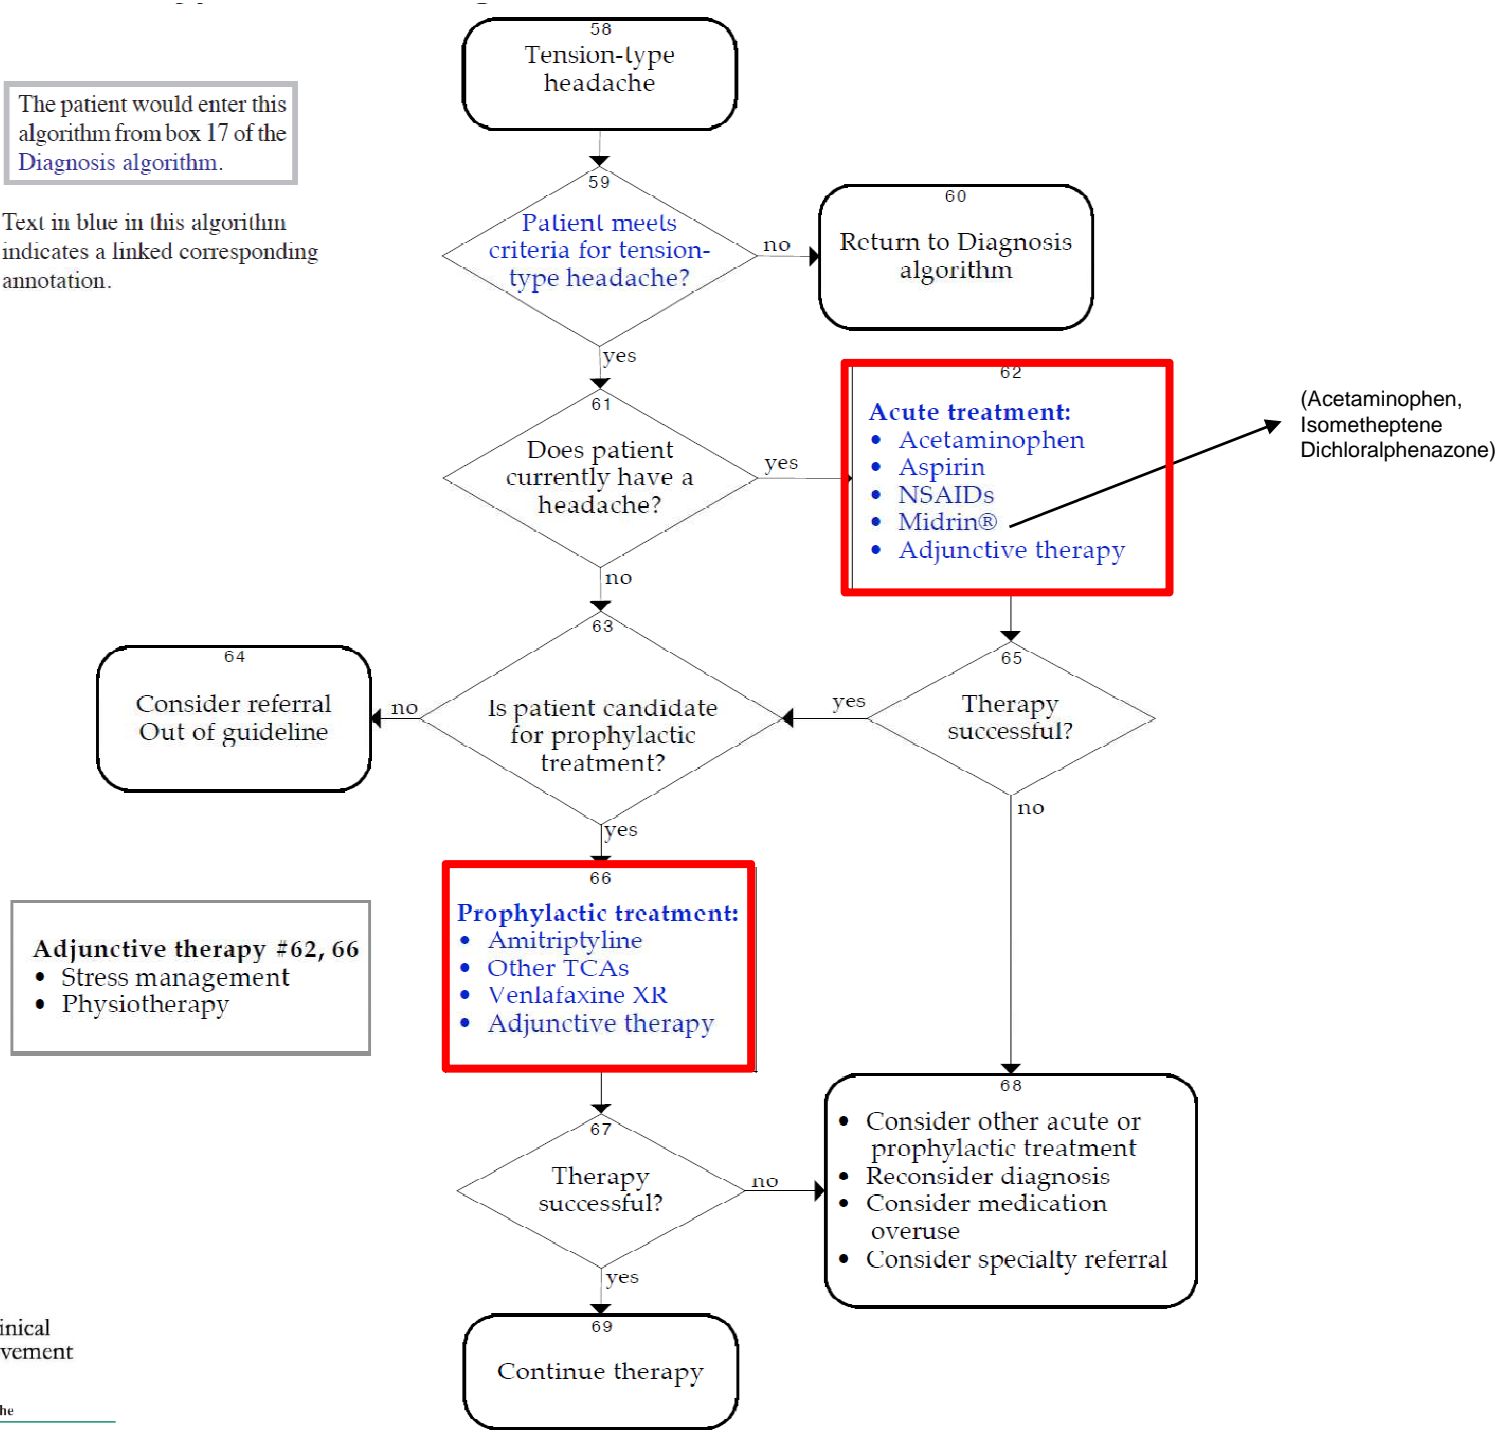 58
Tension-type
headache
The patient would enter this
algorithm from box 17 of the
Diagnosis algorithm.
Text in blue in this algorithm
indicates a linked corresponding
annotation.
59
Patient meets
criteria for tension-
type headache?
no
60
Return to Diagnosis
algorithm
yes
61
Does patient
currently have a
headache?
yes
62
Acute treatment:
• Acetaminophen
• Aspirin
• NSAIDs
• Midrin®
• Adjunctive therapy
(Acetaminophen,
Isometheptene
Dichloralphenazone)
no
63
Is patient candidate
for prophylactic
treatment?
no
64
Consider referral
Out of guideline
yes
65
Therapy
successful?
no
yes
66
Prophylactic treatment:
• Amitriptyline
• Other TCAs
• Venlafaxine XR
• Adjunctive therapy
Adjunctive therapy #62, 66
• Stress management
• Physiotherapy
67
Therapy
successful?
no
68
• Consider other acute or
prophylactic treatment
• Reconsider diagnosis
• Consider medication
overuse
• Consider specialty referral
yes
69
Continue therapy
inical
vement
he